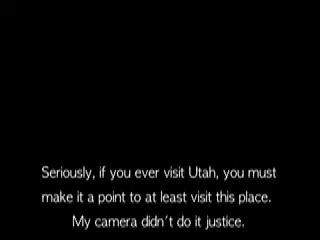 Seriously, if you ever visit Utah, you must
make it a point to at least visit this place.
My camera didn't do it justice.